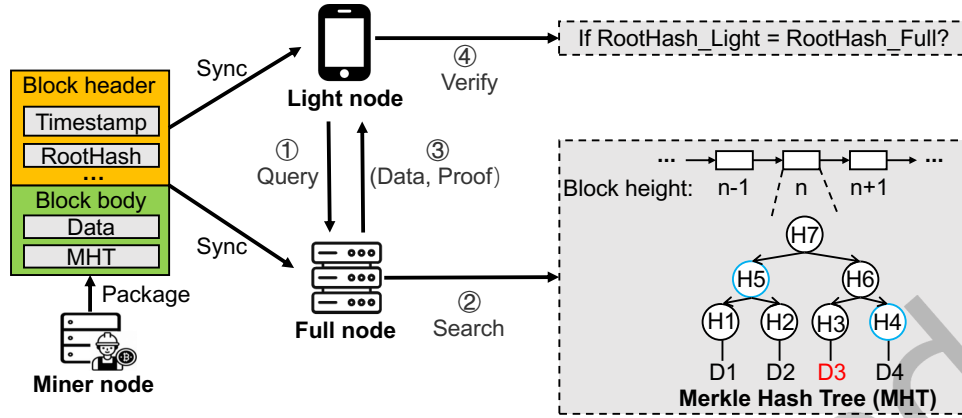 Block header
Timestamp
RootHash
...
Block body
Data
MHT
Package
Miner node
Sync
Sync
Light node
① Query
③ (Data, Proof)
Full node
④ Verify
If RootHash_Light = RootHash_Full?
② Search
... ...
Block height: n-1 n n+1
H7
H5 H6
H1 H2 H3 H4
D1 D2 D3 D4
Merkle Hash Tree (MHT)